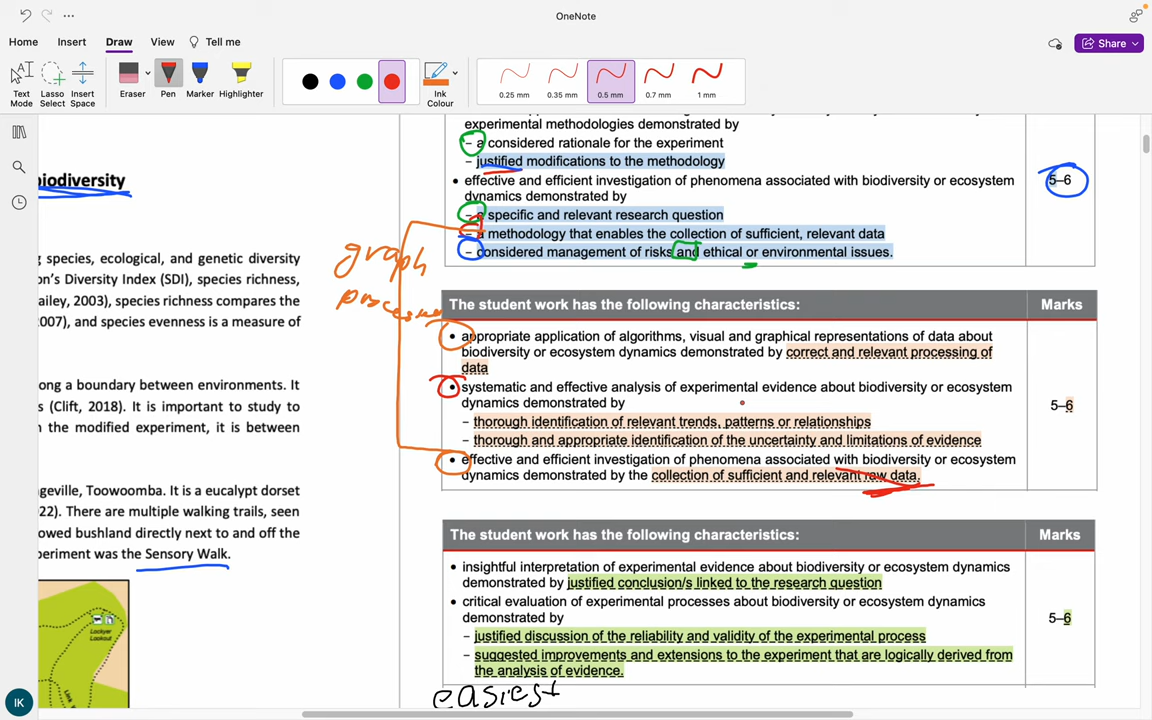 OneNote
Home Insert Draw View Tell me
Share
Text Mode
Lasso Select
Insert Space
Eraser
Pen
Marker
Highlighter
Ink Colour
0.25 mm
0.35 mm
0.5 mm
0.7 mm
1 mm
biodiversity
species, ecological, and genetic diversity
on's Diversity Index (SDI), species richness,
ailey, 2003), species richness compares the
2007), and species evenness is a measure of
ong a boundary between environments. It
s (Clift, 2018). It is important to study to
the modified experiment, it is between
ngeville, Toowoomba. It is a eucalypt dorset
22). There are multiple walking trails, seen
owed bushland directly next to and off the
periment was the Sensory Walk.
Lockyer
Lookout
experimental methodologies demonstrated by
– a considered rationale for the experiment
– justified modifications to the methodology
• effective and efficient investigation of phenomena associated with biodiversity or ecosystem
dynamics demonstrated by
– a specific and relevant research question
– a methodology that enables the collection of sufficient, relevant data
– considered management of risks and ethical or environmental issues.
5–6
graph
The student work has the following characteristics: Marks
• appropriate application of algorithms, visual and graphical representations of data about
biodiversity or ecosystem dynamics demonstrated by correct and relevant processing of
data
• systematic and effective analysis of experimental evidence about biodiversity or ecosystem
dynamics demonstrated by
– thorough identification of relevant trends, patterns or relationships
– thorough and appropriate identification of the uncertainty and limitations of evidence
• effective and efficient investigation of phenomena associated with biodiversity or ecosystem
dynamics demonstrated by the collection of sufficient and relevant raw data.
5–6
The student work has the following characteristics: Marks
• insightful interpretation of experimental evidence about biodiversity or ecosystem dynamics
demonstrated by justified conclusion/s linked to the research question
• critical evaluation of experimental processes about biodiversity or ecosystem dynamics
demonstrated by
– justified discussion of the reliability and validity of the experimental process
– suggested improvements and extensions to the experiment that are logically derived from
the analysis of evidence.
5–6
easiest
IK